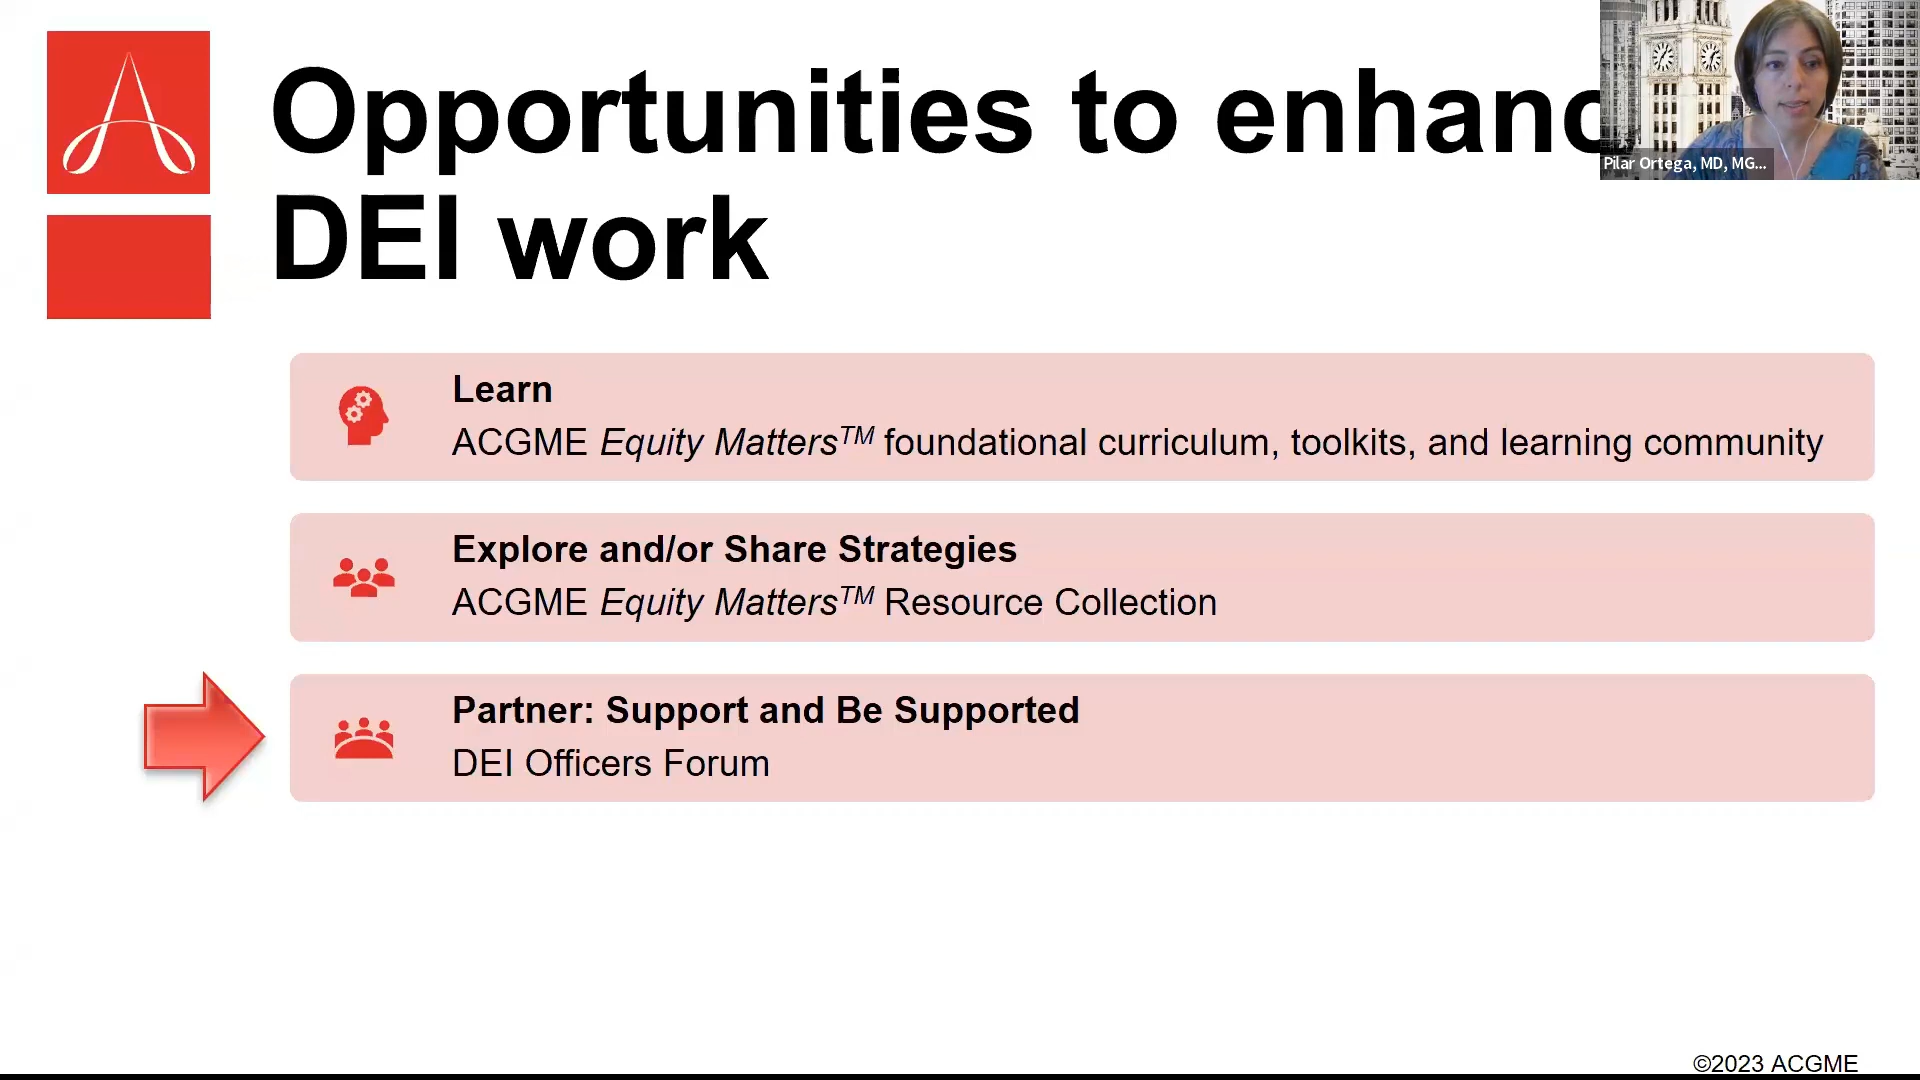 Opportunities to enhanc
DEI work
Pilar Ortega, MD, MG...
Learn
ACGME Equity Matters™ foundational curriculum, toolkits, and learning community
Explore and/or Share Strategies
ACGME Equity Matters™ Resource Collection
Partner: Support and Be Supported
DEI Officers Forum
©2023 ACGME